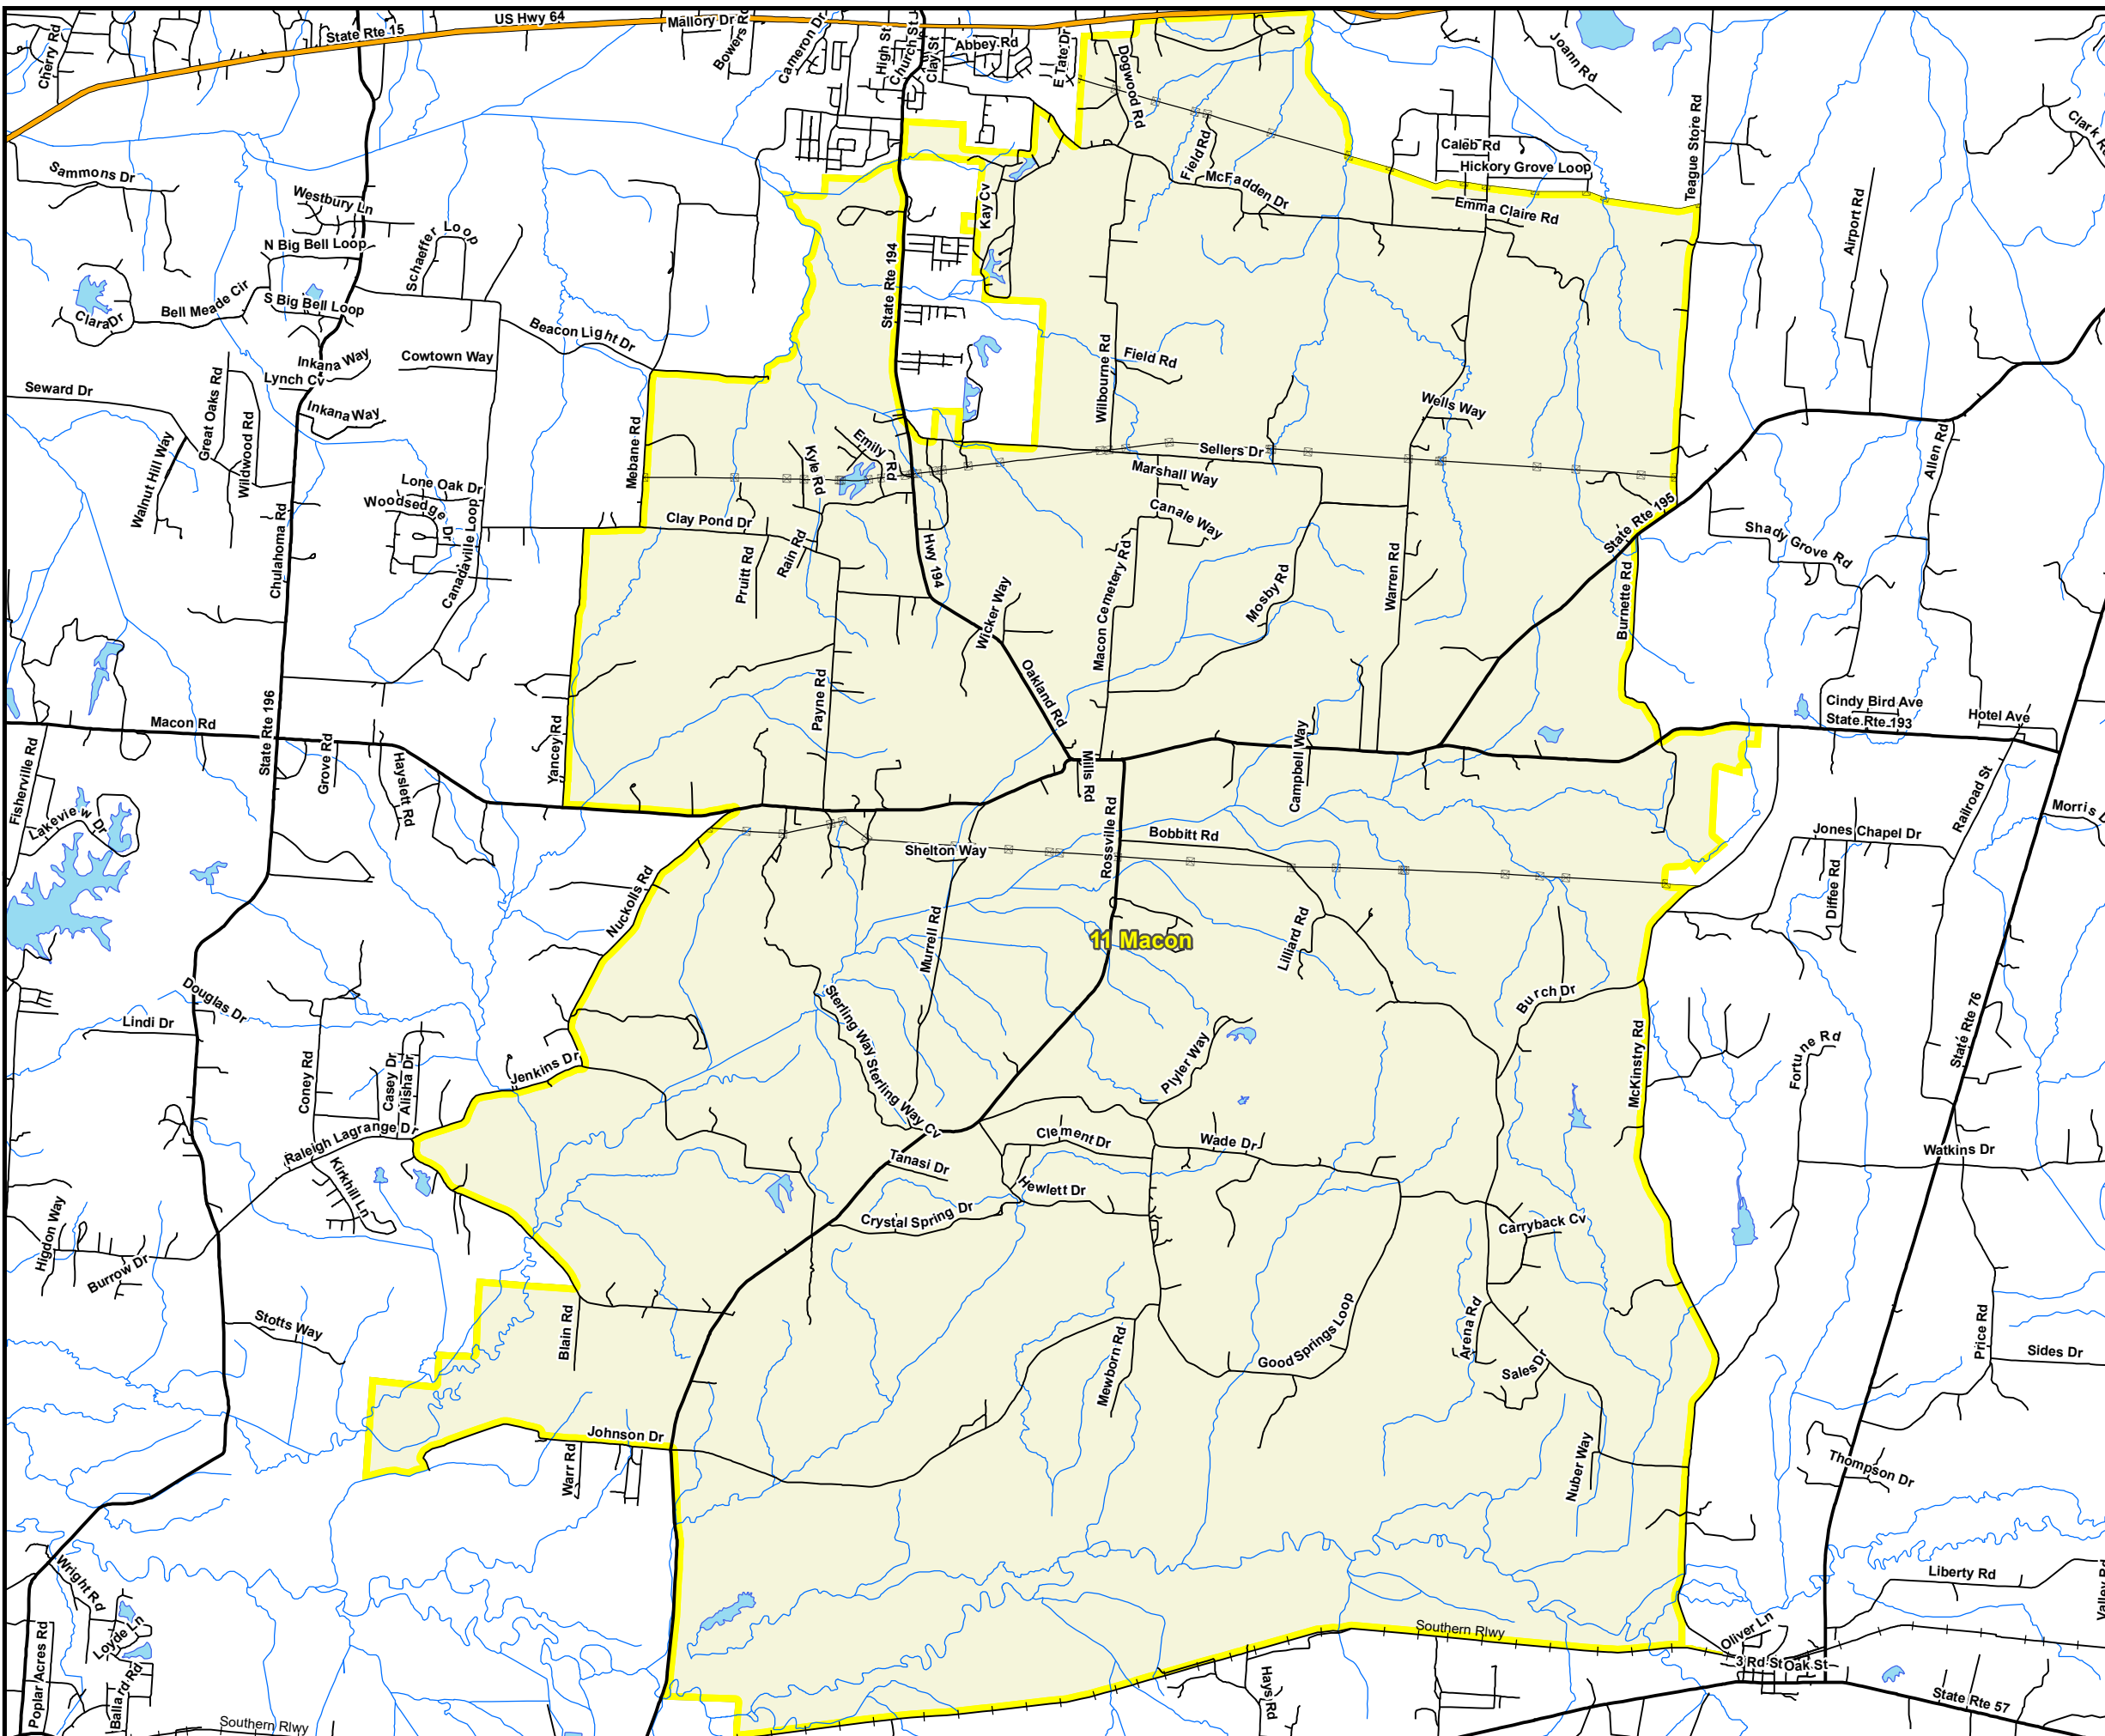 US Hwy 64
Mallory Dr
State Rte 15
Cherry Rd
Bowers Rd
Cameron Dr
High St
Church St
Clay St
Abbey Rd
E Tate Dr
Dogwood Rd
Joann Rd
Teague Store Rd
Caleb Rd
Hickory Grove Loop
Field Rd
McFadden Dr
Emma Claire Rd
Airport Rd
Sammons Dr
Westbury Ln
N Big Bell Loop
Schaeffer Loop
Kay Cv
State Rte 194
S Big Bell Loop
Bell Meade Cir
Clara Dr
Beacon Light Dr
Inkana Way
Cowtown Way
Lynch Cv
Inkana Way
Seward Dr
Great Oaks Rd
Wildwood Rd
Walnut Hill Way
Wilbourne Rd
Field Rd
Wells Way
Mebane Rd
Emily Rd
Kyle Rd
Sellers Dr
Marshall Way
Canale Way
Allen Rd
Lone Oak Dr
Woodsedge Dr
Canadaville Loop
Chulahoma Rd
Clay Pond Dr
Pruitt Rd
Rain Rd
Hwy 194
Wicker Way
Macon Cemetery Rd
Mosby Rd
Warren Rd
State Rte 195
Burnette Rd
Shady Grove Rd
Oakland Rd
Payne Rd
Yancey Rd
State Rte 196
Macon Rd
Grove Rd
Hayslett Rd
Fisherville Rd
Lakeview Dr
Mills Rd
Campbell Way
Cindy Bird Ave
State Rte 193
Hotel Ave
Railroad St
Rossville Rd
Bobbitt Rd
Shelton Way
Jones Chapel Dr
Diffee Rd
Nuckolls Rd
Murrell Rd
11 Macon
Lilliard Rd
Burch Dr
Douglas Dr
Lindi Dr
Coney Rd
Casey Dr
Alisha Dr
Jenkins Dr
Sterling Way
Sterling Way Cv
Plyler Way
McKinstry Rd
Fortune Rd
State Rte 76
Raleigh Lagrange Dr
Kirkhill Ln
Clement Dr
Wade Dr
Tanasi Dr
Hewlett Dr
Crystal Spring Dr
Carryback Cv
Watkins Dr
Higdon Way
Burrow Dr
Stotts Way
Blain Rd
Mewborn Rd
Good Springs Loop
Arena Rd
Sales Dr
Price Rd
Sides Dr
Johnson Dr
Warr Rd
Nuber Way
Thompson Dr
Wright Rd
Loyde Ln
Ballard Rd
Poplar Acres Rd
Southern Rlwy
Southern Rlwy
Hays Rd
Oliver Ln
3 Rd St
Oak St
Liberty Rd
Valley Rd
State Rte 57